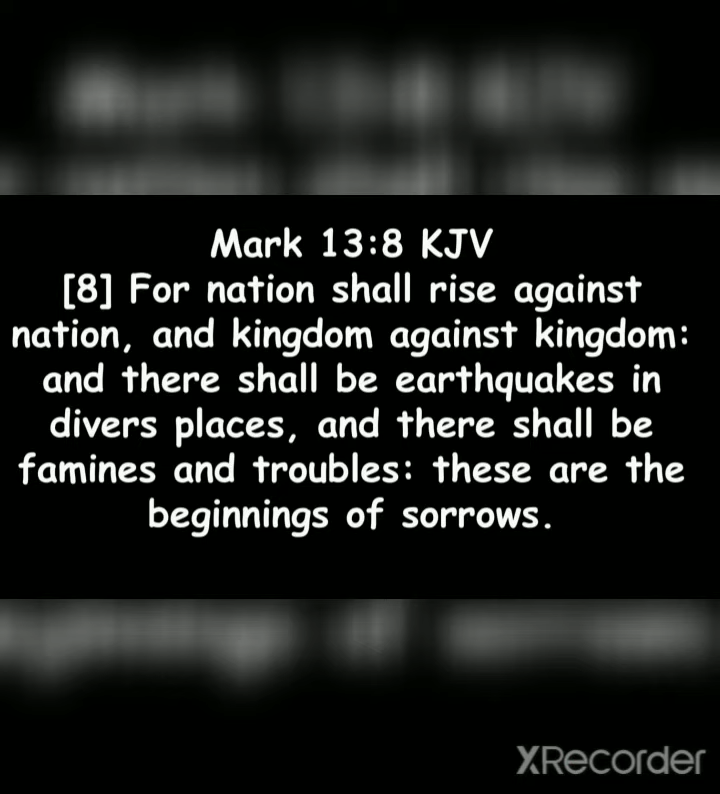 Mark 13:8 KJV
[8] For nation shall rise against
nation, and kingdom against kingdom:
and there shall be earthquakes in
divers places, and there shall be
famines and troubles: these are the
beginnings of sorrows.
XRecorder